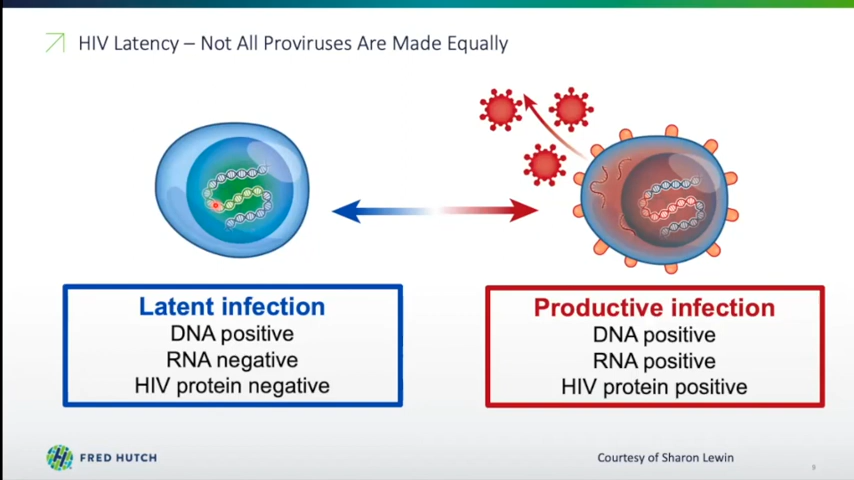 HIV Latency – Not All Proviruses Are Made Equally
Latent infection
DNA positive
RNA negative
HIV protein negative
Productive infection
DNA positive
RNA positive
HIV protein positive
FRED HUTCH
Courtesy of Sharon Lewin
9